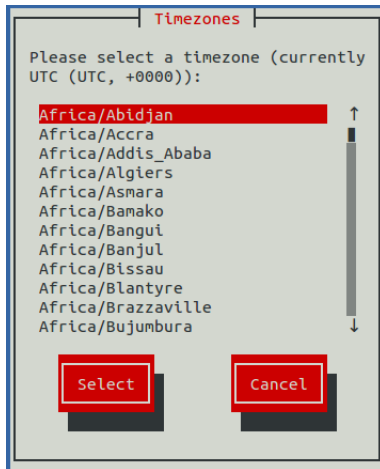 Timezones
Please select a timezone (currently
UTC (UTC, +0000)):
Africa/Abidjan
Africa/Accra
Africa/Addis_Ababa
Africa/Algiers
Africa/Asmara
Africa/Bamako
Africa/Bangui
Africa/Banjul
Africa/Bissau
Africa/Blantyre
Africa/Brazzaville
Africa/Bujumbura
Select Cancel